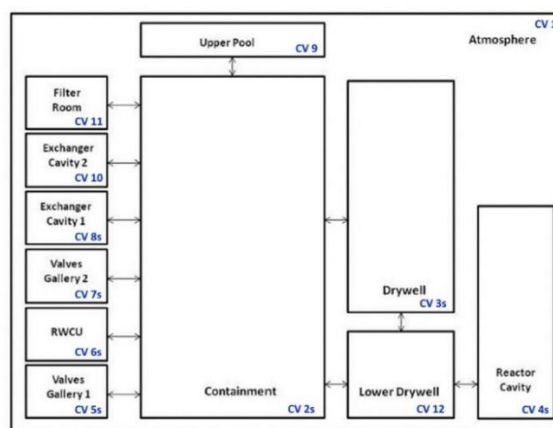 CV 1
Atmosphere
Upper Pool
CV 9
Filter
Room
CV 11
Exchanger
Cavity 2
CV 10
Exchanger
Cavity 1
CV 8s
Valves
Gallery 2
CV 7s
RWCU
CV 6s
Valves
Gallery 1
CV 5s
Containment
CV 2s
Drywell
CV 3s
Lower Drywell
CV 12
Reactor
Cavity
CV 4s